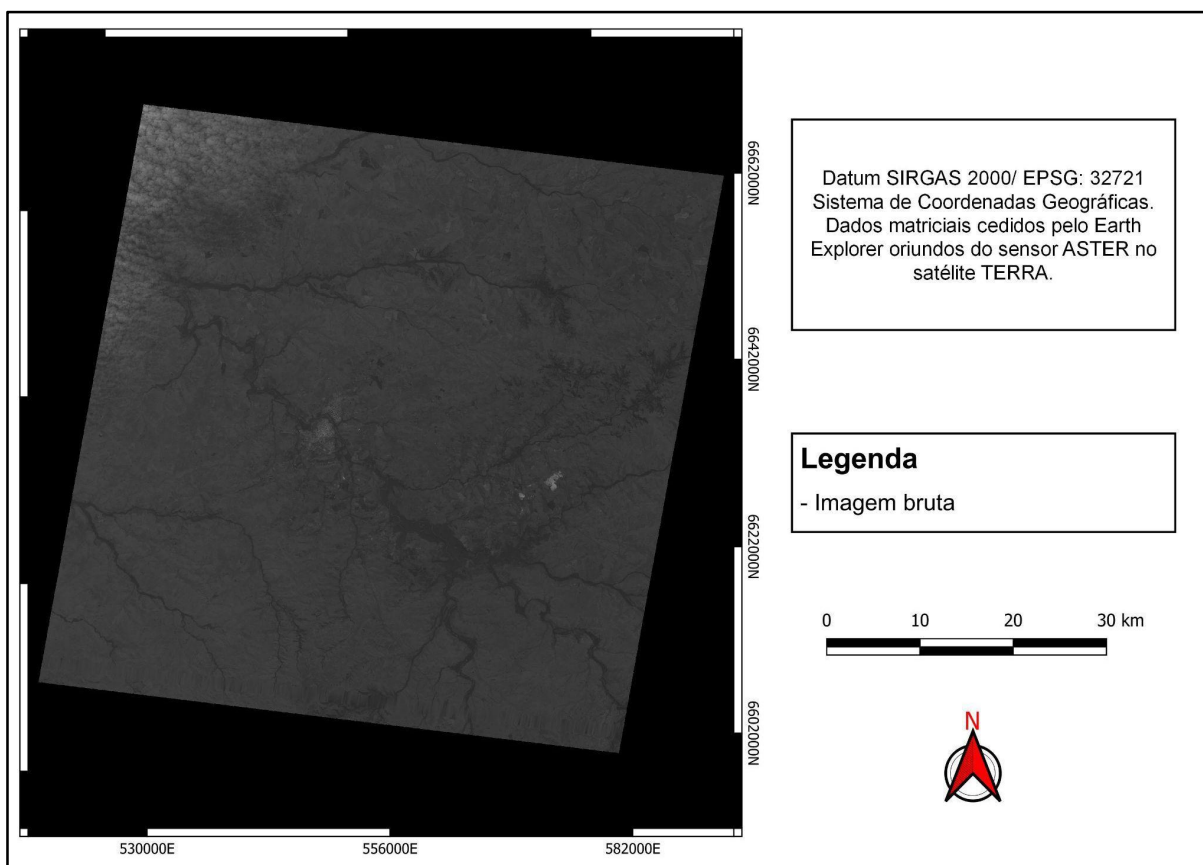 6662000N
6642000N
6622000N
6602000N
530000E
556000E
582000E
Datum SIRGAS 2000/ EPSG: 32721
Sistema de Coordenadas Geográficas.
Dados matriciais cedidos pelo Earth
Explorer oriundos do sensor ASTER no
satélite TERRA.
Legenda
- Imagem bruta
0 10 20 30 km
N